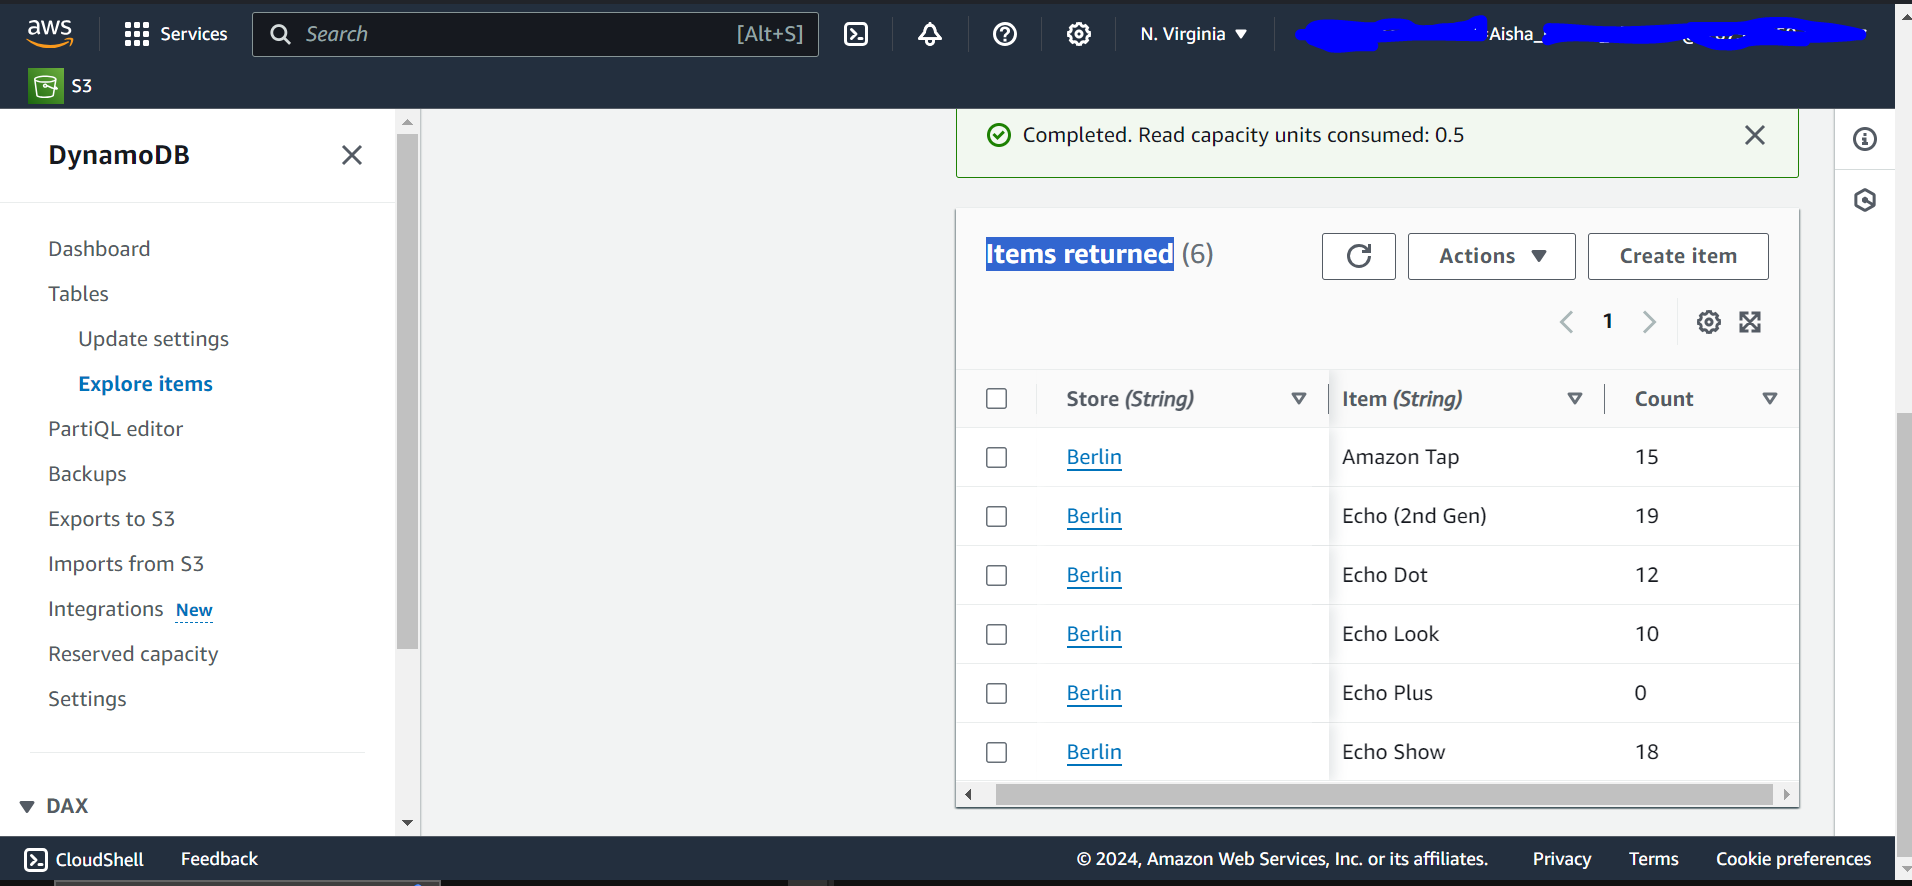 aws
Services
Search [Alt+S]
N. Virginia
Aisha_
S3
DynamoDB
Dashboard
Tables
Update settings
Explore items
PartiQL editor
Backups
Exports to S3
Imports from S3
Integrations New
Reserved capacity
Settings
DAX
Completed. Read capacity units consumed: 0.5
Items returned (6)
Actions
Create item
1
Store (String) Item (String) Count
Berlin Amazon Tap 15
Berlin Echo (2nd Gen) 19
Berlin Echo Dot 12
Berlin Echo Look 10
Berlin Echo Plus 0
Berlin Echo Show 18
CloudShell Feedback © 2024, Amazon Web Services, Inc. or its affiliates. Privacy Terms Cookie preferences